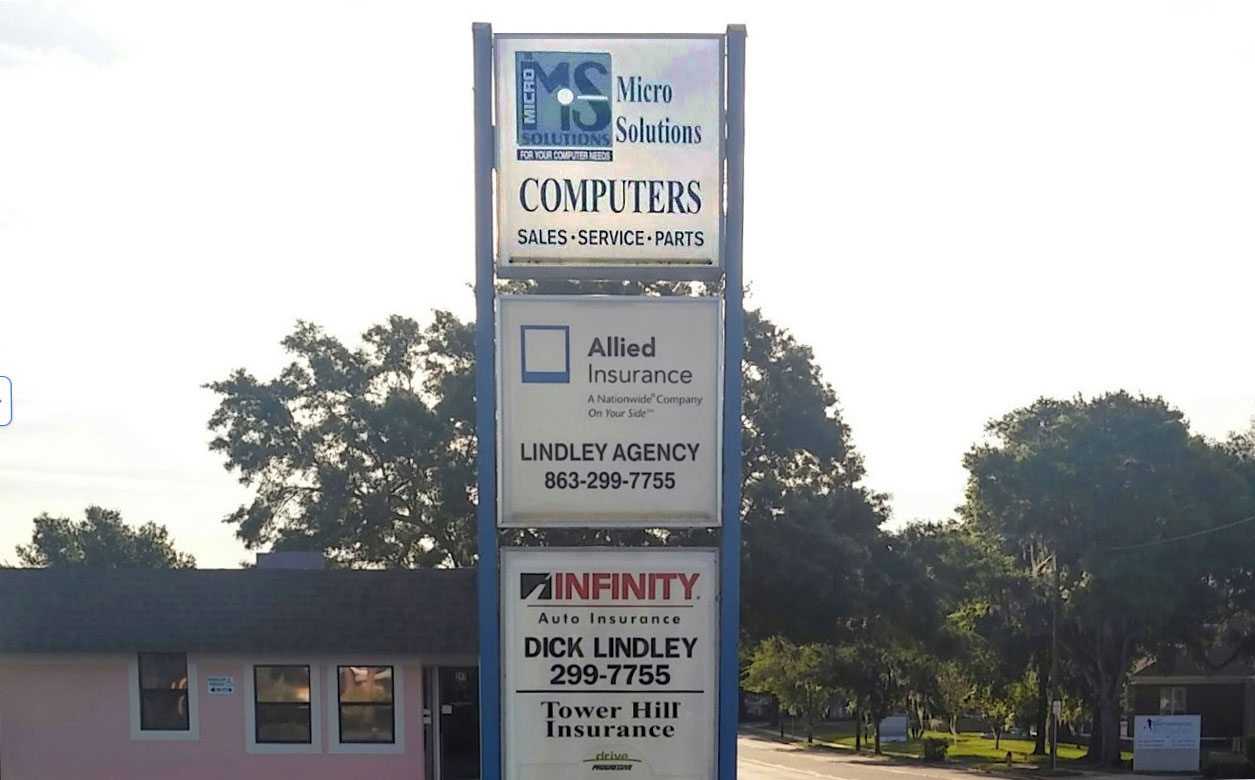 MICRO
MS
SOLUTIONS
FOR YOUR COMPUTER NEEDS
Micro
Solutions
COMPUTERS
SALES·SERVICE·PARTS
Allied
Insurance
A Nationwide® Company
On Your Side℠
LINDLEY AGENCY
863-299-7755
INFINITY®
Auto Insurance
DICK LINDLEY
299-7755
Tower Hill
Insurance
drive
PROGRESSIVE